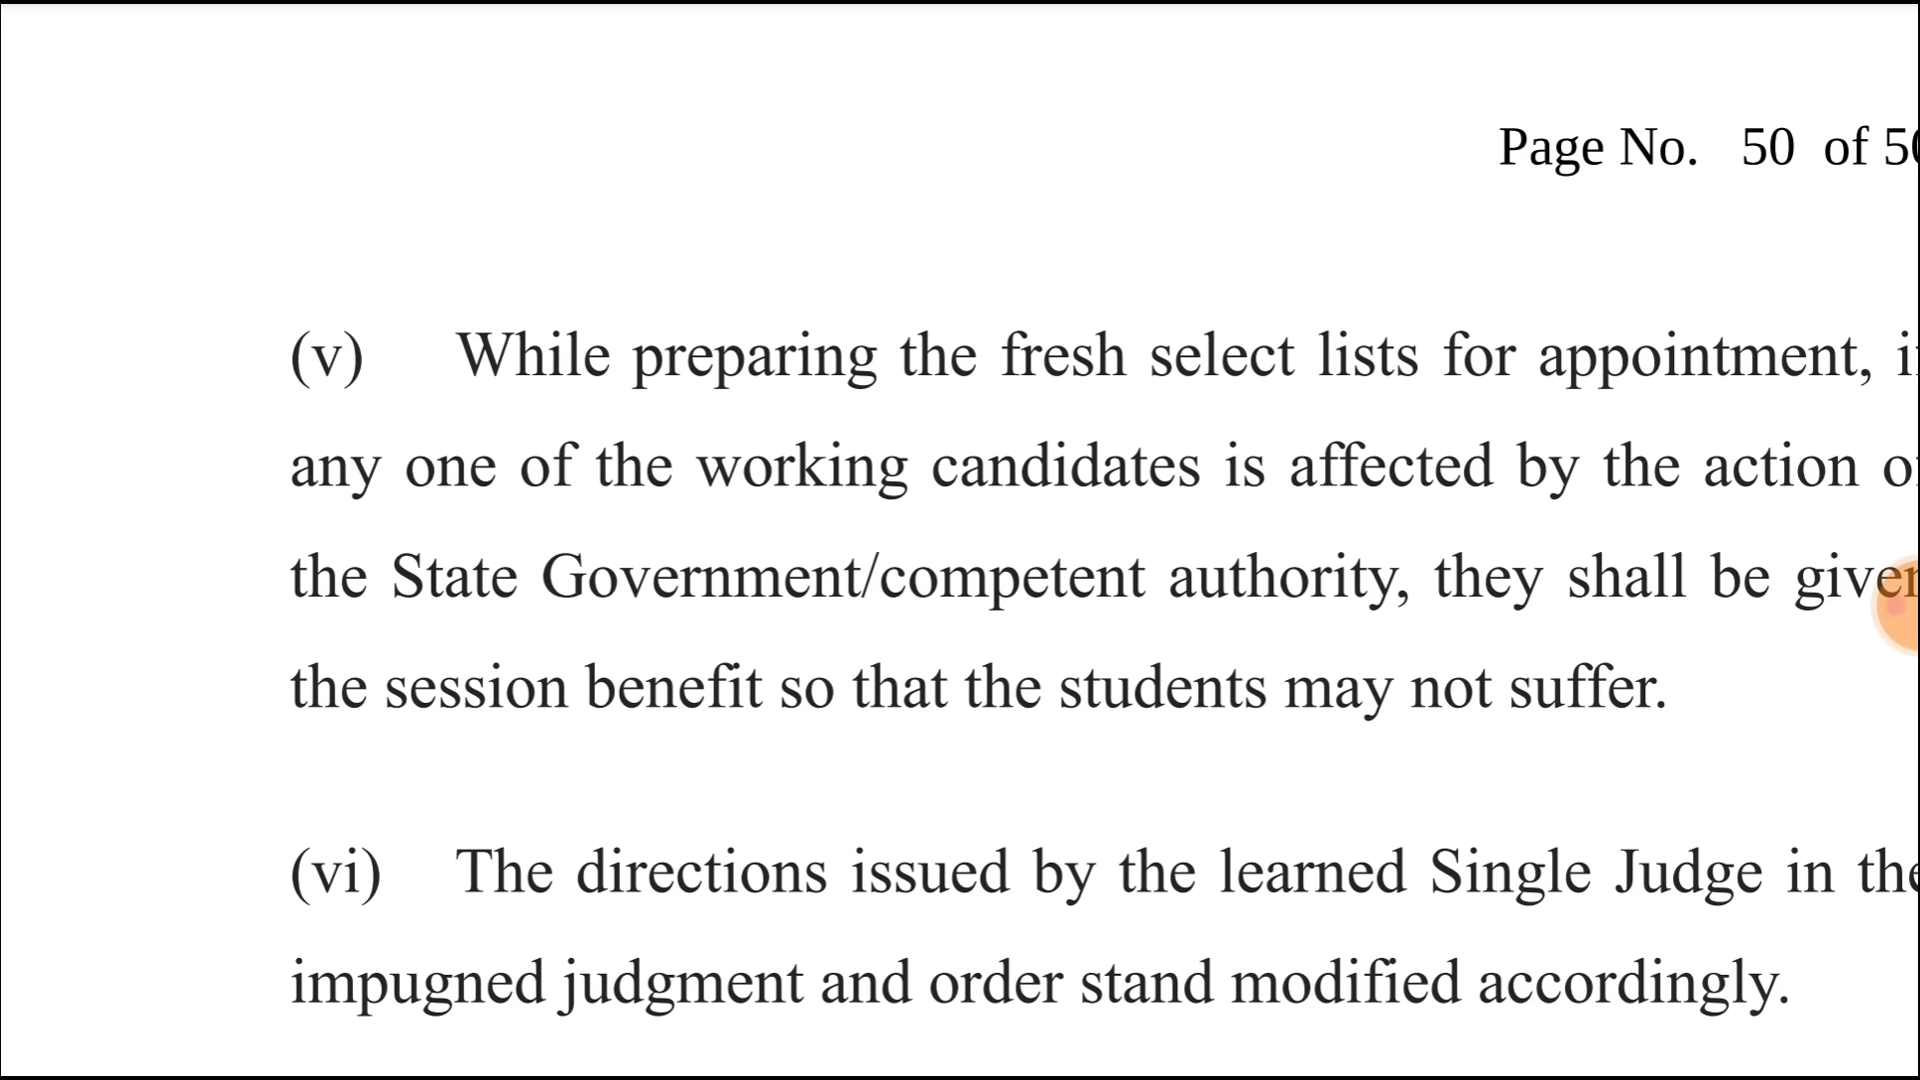 Page No. 50 of
(v) While preparing the fresh select lists for appointment,
any one of the working candidates is affected by the action
the State Government/competent authority, they shall be given
the session benefit so that the students may not suffer.
(vi) The directions issued by the learned Single Judge in the
impugned judgment and order stand modified accordingly.